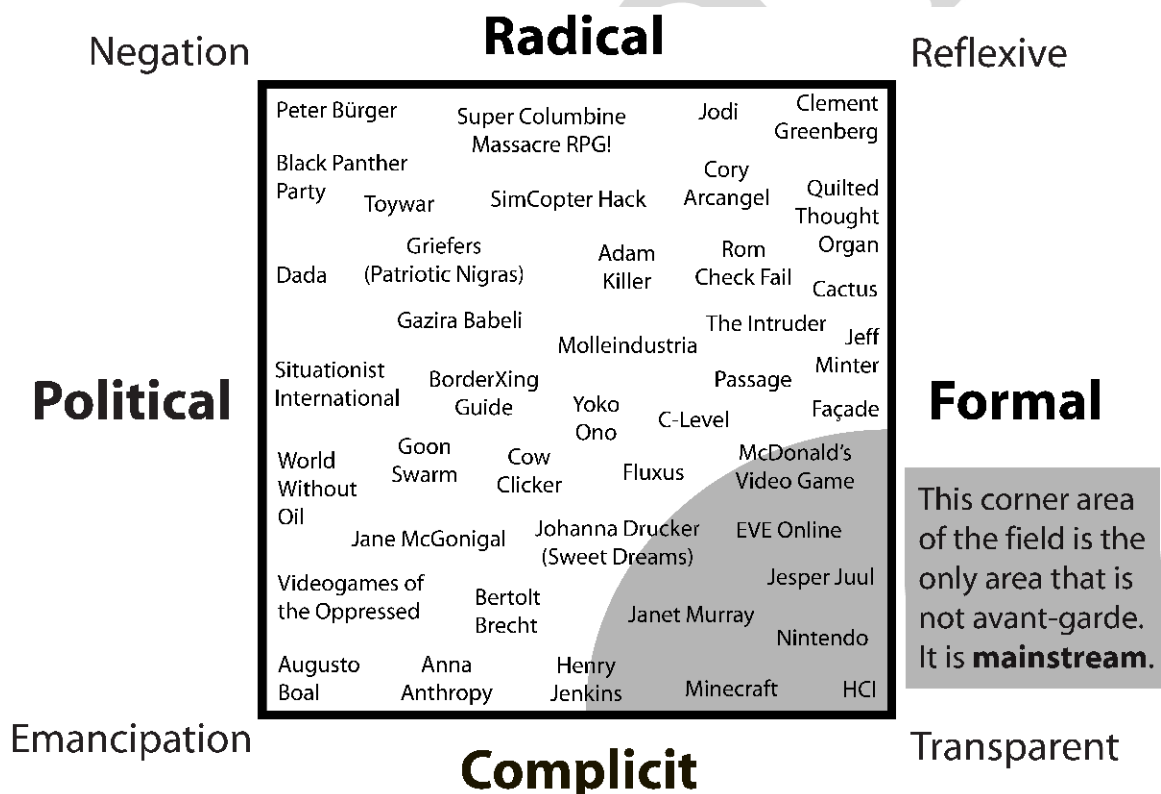 Negation
Radical
Reflexive
Peter Bürger
Super Columbine
Massacre RPG!
Jodi
Clement
Greenberg
Black Panther
Party
Toywar
SimCopter Hack
Cory
Arcangel
Quilted
Thought
Organ
Dada
Griefers
(Patriotic Nigras)
Adam
Killer
Rom
Check Fail
Cactus
Gazira Babeli
Molleindustria
The Intruder
Jeff
Minter
Political
Situationist
International
BorderXing
Guide
Yoko
Ono
C-Level
Passage
Façade
Formal
World
Without
Oil
Goon
Swarm
Cow
Clicker
Fluxus
McDonald's
Video Game
Jane McGonigal
Johanna Drucker
(Sweet Dreams)
EVE Online
Jesper Juul
Videogames of
the Oppressed
Bertolt
Brecht
Janet Murray
Nintendo
Augusto
Boal
Anna
Anthropy
Henry
Jenkins
Minecraft
HCI
This corner area
of the field is the
only area that is
not avant-garde.
It is mainstream.
Emancipation
Complicit
Transparent